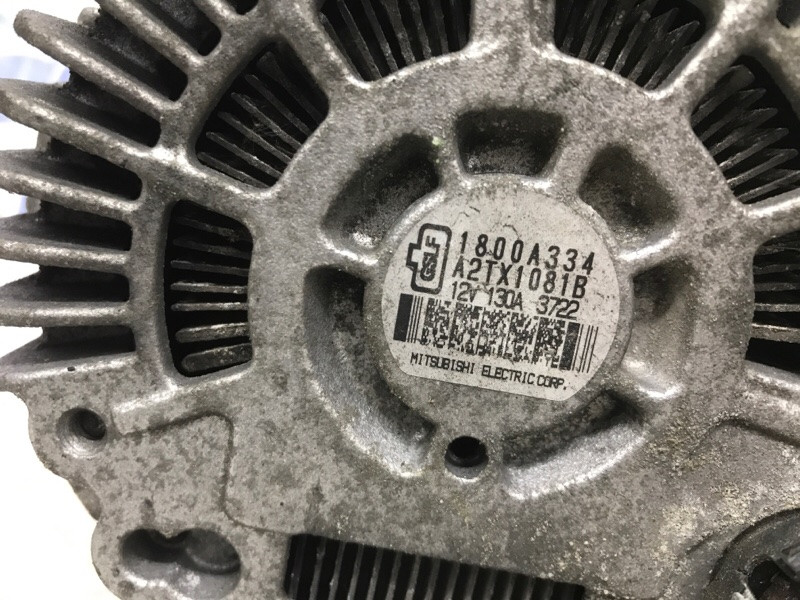 1800A334
A2TX1081B
12V 130A 3722
MITSUBISHI ELECTRIC CORP.